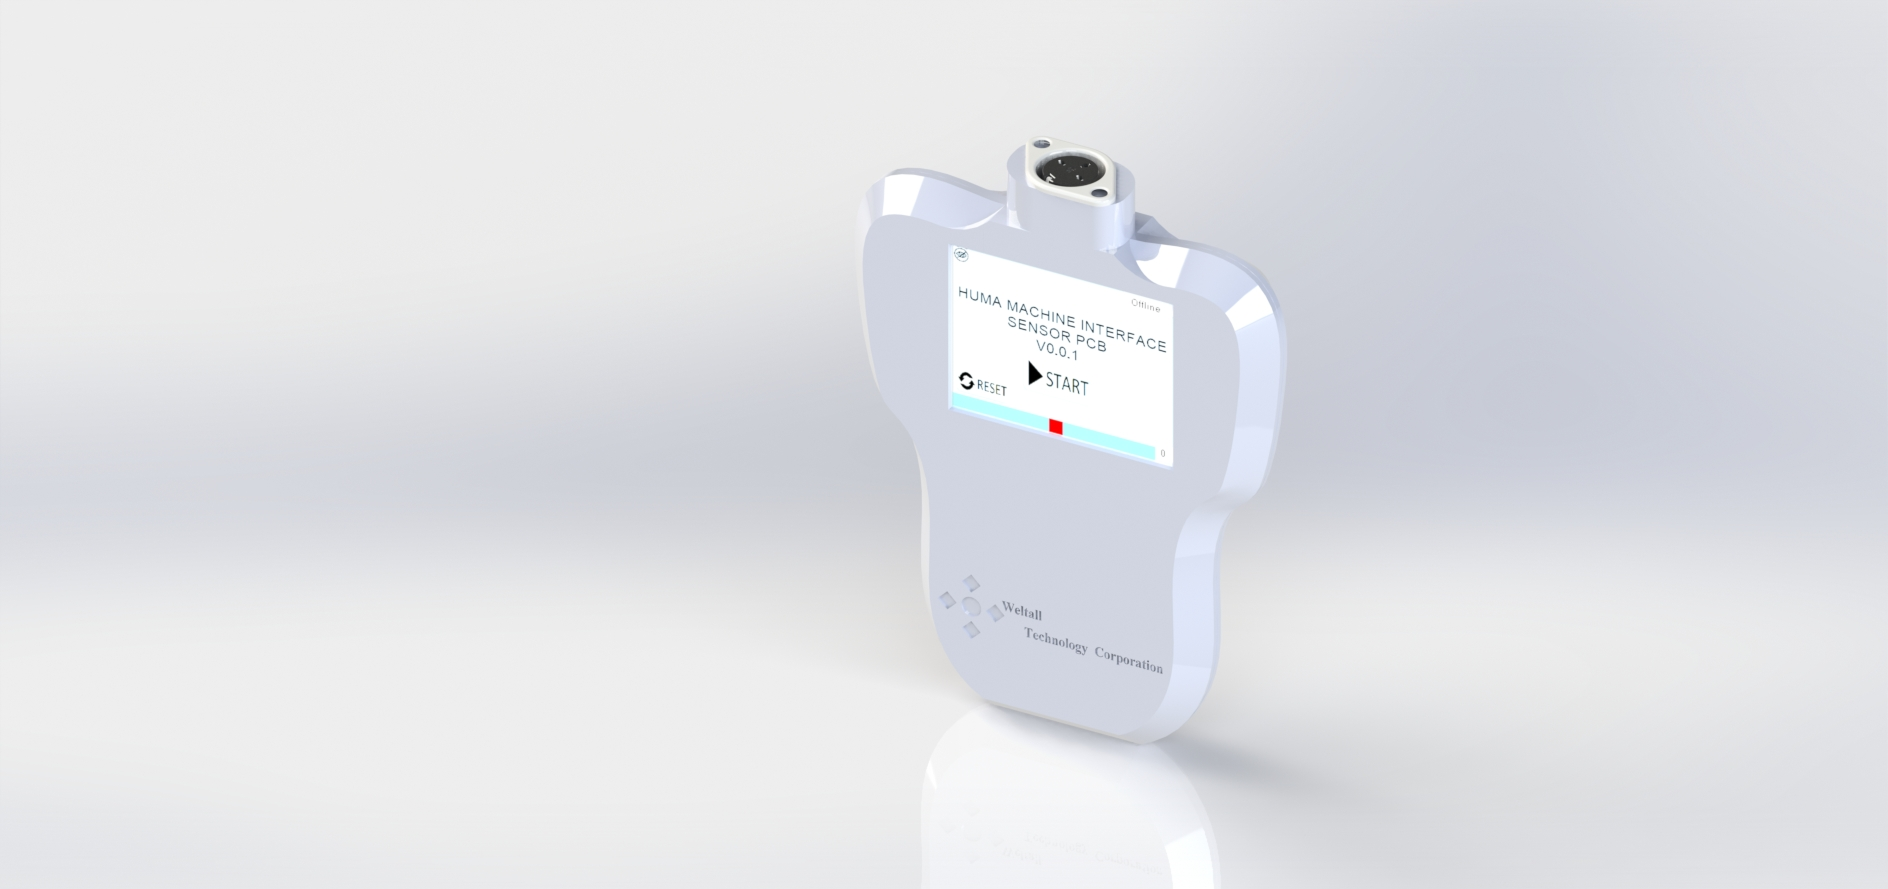 Offline
HUMA MACHINE INTERFACE
SENSOR PCB
V0.0.1
START
RESET
0
Weltall
Technology Corporation